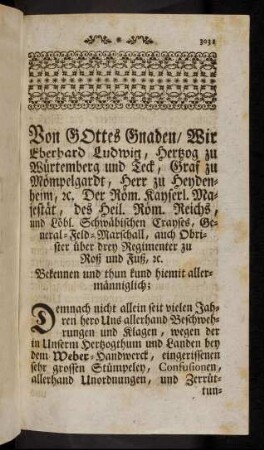 3031
Von GOttes Gnaden/ Wir
Eberhard Ludwig, Hertzog zu
Würtemberg und Teck, Graf zu
Mömpelgardt, Herr zu Heyden-
heim, ꝛc. Der Röm. Kayserl. Ma-
jestät, des Heil. Röm. Reichs,
und Löbl. Schwäbischen Crayses, Ge-
neral-Feld-Marschall, auch Obri-
ster über drey Regimenter zu
Roß und Fuß, ꝛc.
Bekennen und thun kund hiemit aller-
männiglich;
Demnach nicht allein seit vielen Jah-
ren hero Uns allerhand Beschweh-
rungen und Klagen, wegen der
in Unserm Hertzogthum und Landen bey
dem Weber-Handwerck, eingerissenen
sehr grossen Stümpeley, Confusionen,
allerhand Unordnungen, und Zerrüt-
tun-